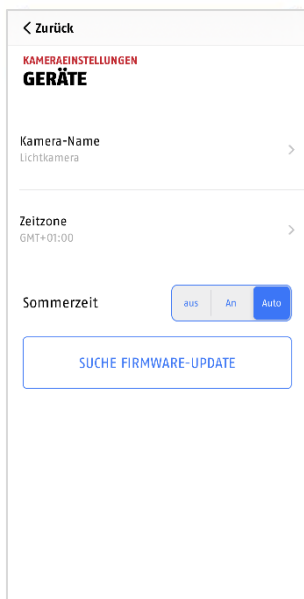 Zurück
KAMERAEINSTELLUNGEN
GERÄTE
Kamera-Name
Lichtkamera
Zeitzone
GMT+01:00
Sommerzeit aus An Auto
SUCHE FIRMWARE-UPDATE